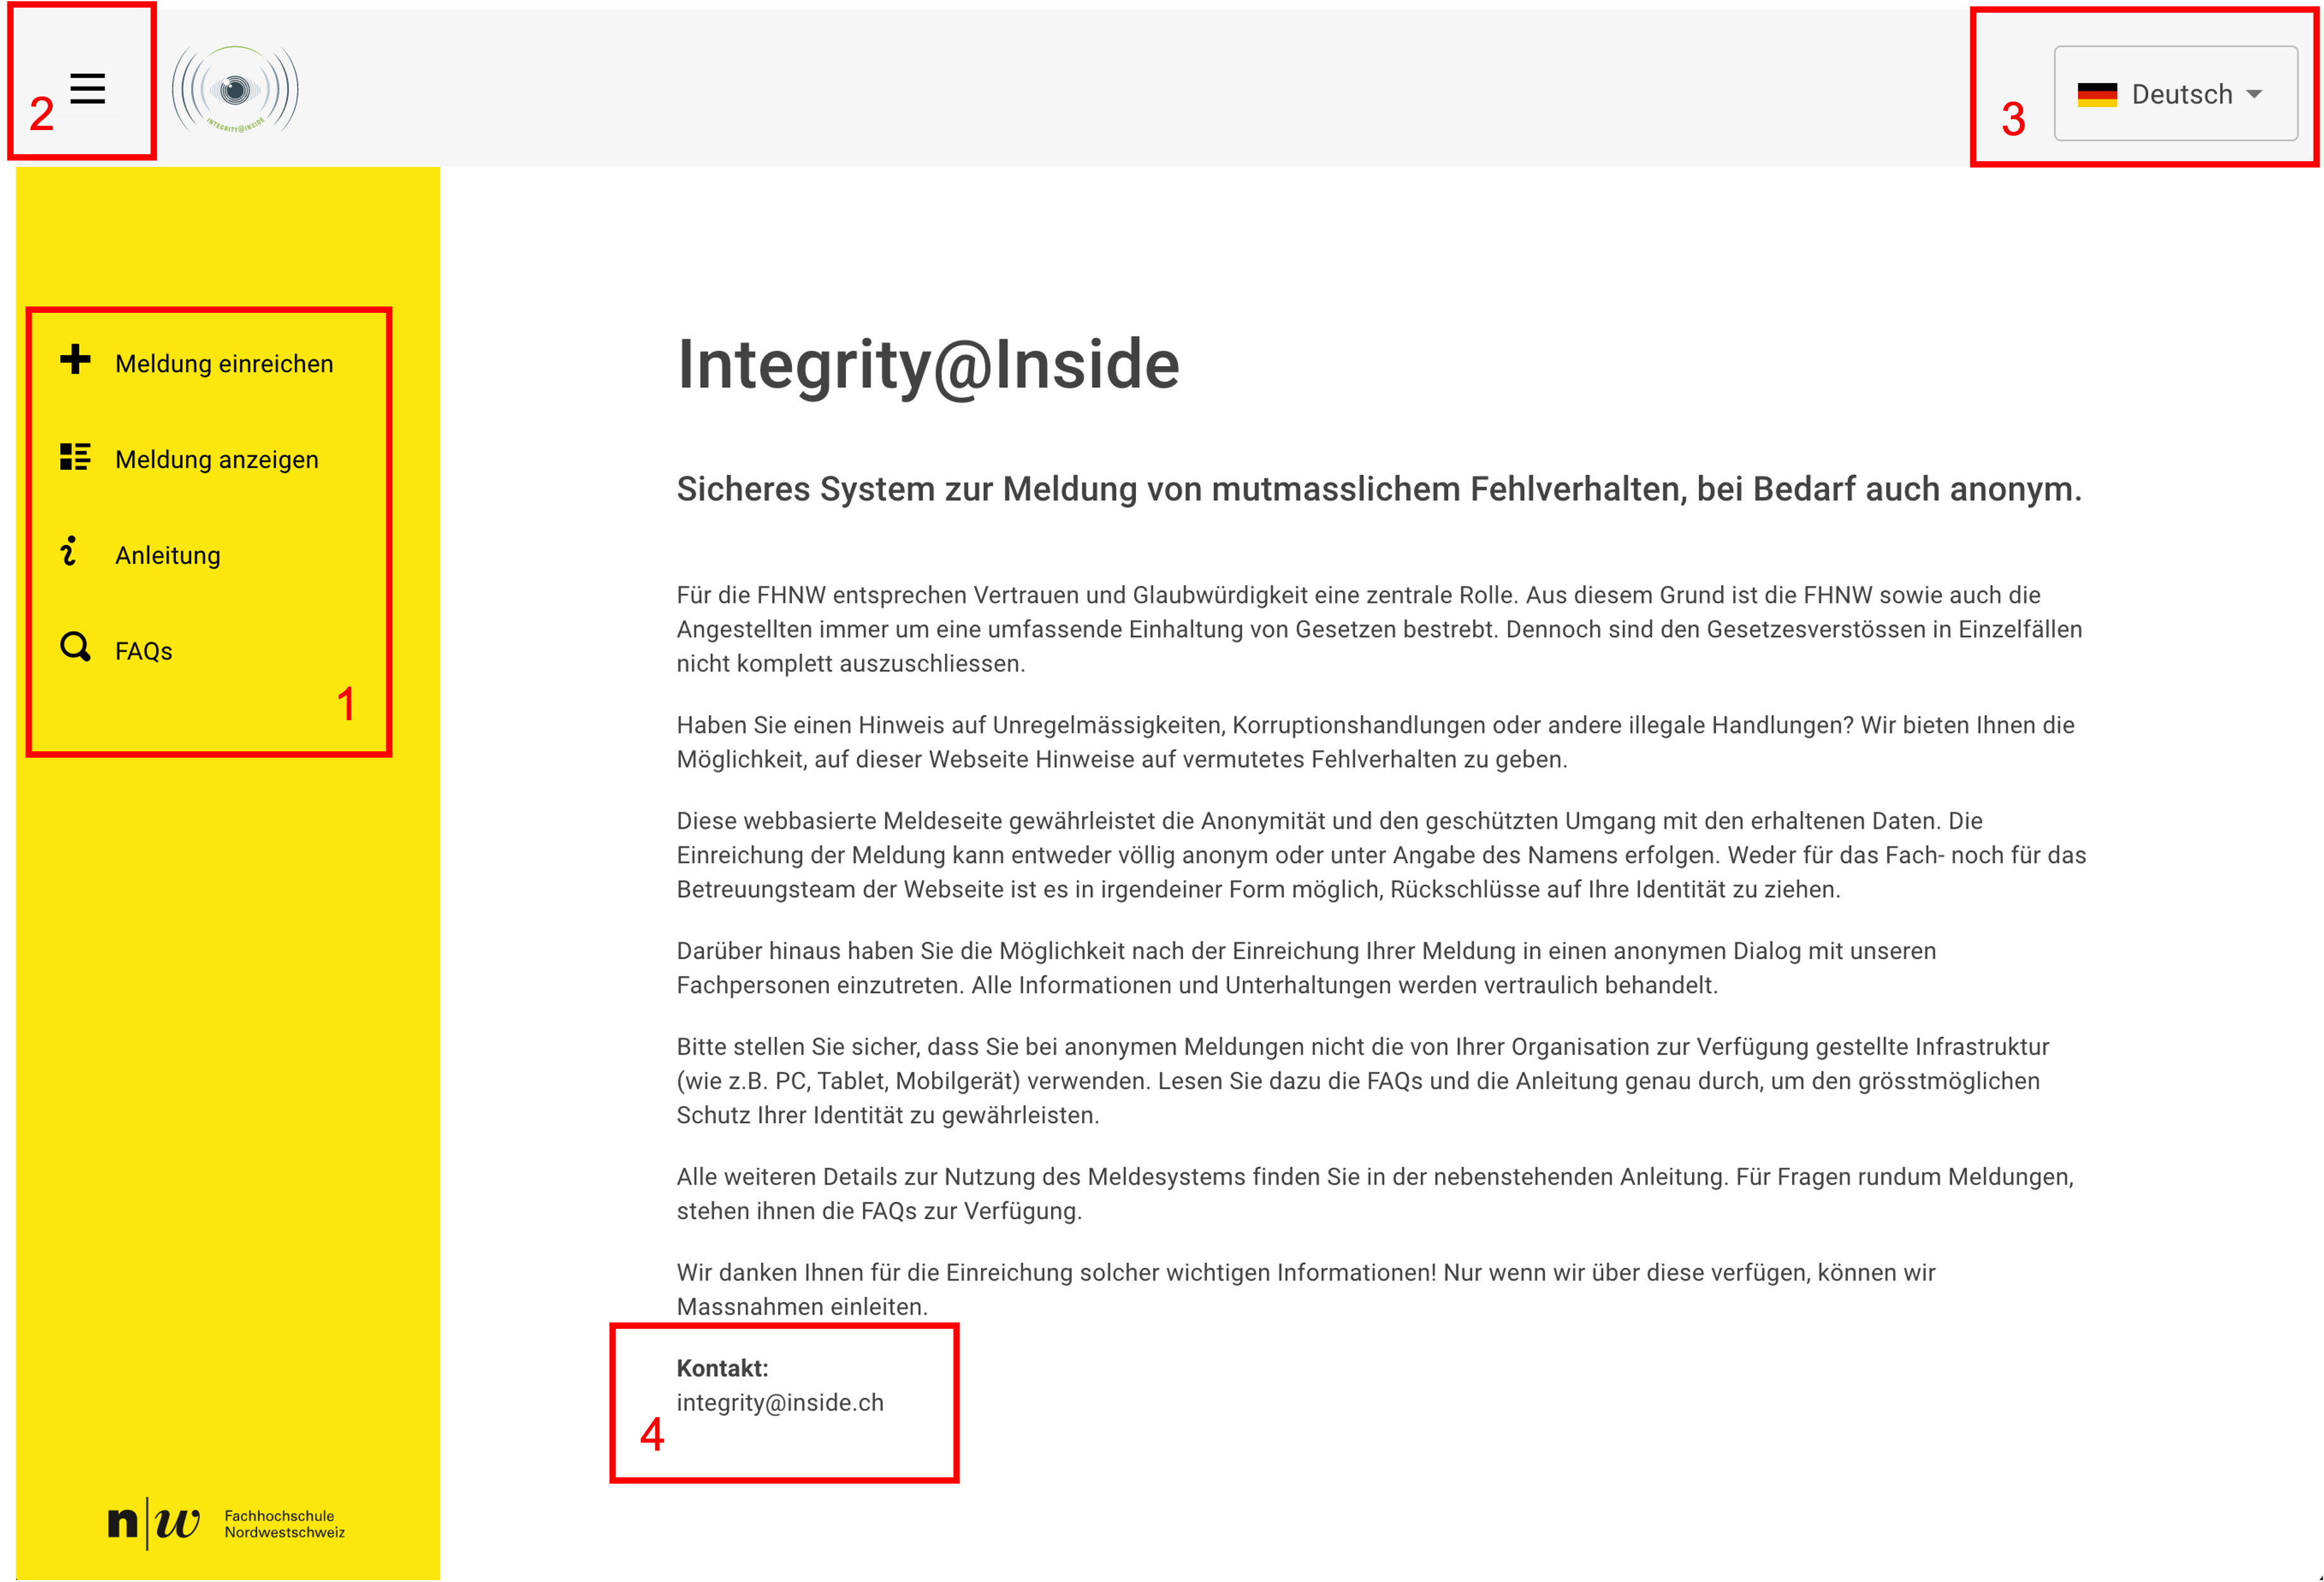 2
INTEGRITY@INSIDE
3
Deutsch
Meldung einreichen
Meldung anzeigen
Anleitung
FAQs
1
Integrity@Inside
Sicheres System zur Meldung von mutmasslichem Fehlverhalten, bei Bedarf auch anonym.
Für die FHNW entsprechen Vertrauen und Glaubwürdigkeit eine zentrale Rolle. Aus diesem Grund ist die FHNW sowie auch die
Angestellten immer um eine umfassende Einhaltung von Gesetzen bestrebt. Dennoch sind den Gesetzesverstössen in Einzelfällen
nicht komplett auszuschliessen.
Haben Sie einen Hinweis auf Unregelmässigkeiten, Korruptionshandlungen oder andere illegale Handlungen? Wir bieten Ihnen die
Möglichkeit, auf dieser Webseite Hinweise auf vermutetes Fehlverhalten zu geben.
Diese webbasierte Meldeseite gewährleistet die Anonymität und den geschützten Umgang mit den erhaltenen Daten. Die
Einreichung der Meldung kann entweder völlig anonym oder unter Angabe des Namens erfolgen. Weder für das Fach- noch für das
Betreuungsteam der Webseite ist es in irgendeiner Form möglich, Rückschlüsse auf Ihre Identität zu ziehen.
Darüber hinaus haben Sie die Möglichkeit nach der Einreichung Ihrer Meldung in einen anonymen Dialog mit unseren
Fachpersonen einzutreten. Alle Informationen und Unterhaltungen werden vertraulich behandelt.
Bitte stellen Sie sicher, dass Sie bei anonymen Meldungen nicht die von Ihrer Organisation zur Verfügung gestellte Infrastruktur
(wie z.B. PC, Tablet, Mobilgerät) verwenden. Lesen Sie dazu die FAQs und die Anleitung genau durch, um den grösstmöglichen
Schutz Ihrer Identität zu gewährleisten.
Alle weiteren Details zur Nutzung des Meldesystems finden Sie in der nebenstehenden Anleitung. Für Fragen rundum Meldungen,
stehen ihnen die FAQs zur Verfügung.
Wir danken Ihnen für die Einreichung solcher wichtigen Informationen! Nur wenn wir über diese verfügen, können wir
Massnahmen einleiten.
Kontakt:
integrity@inside.ch
4
n|w
Fachhochschule
Nordwestschweiz